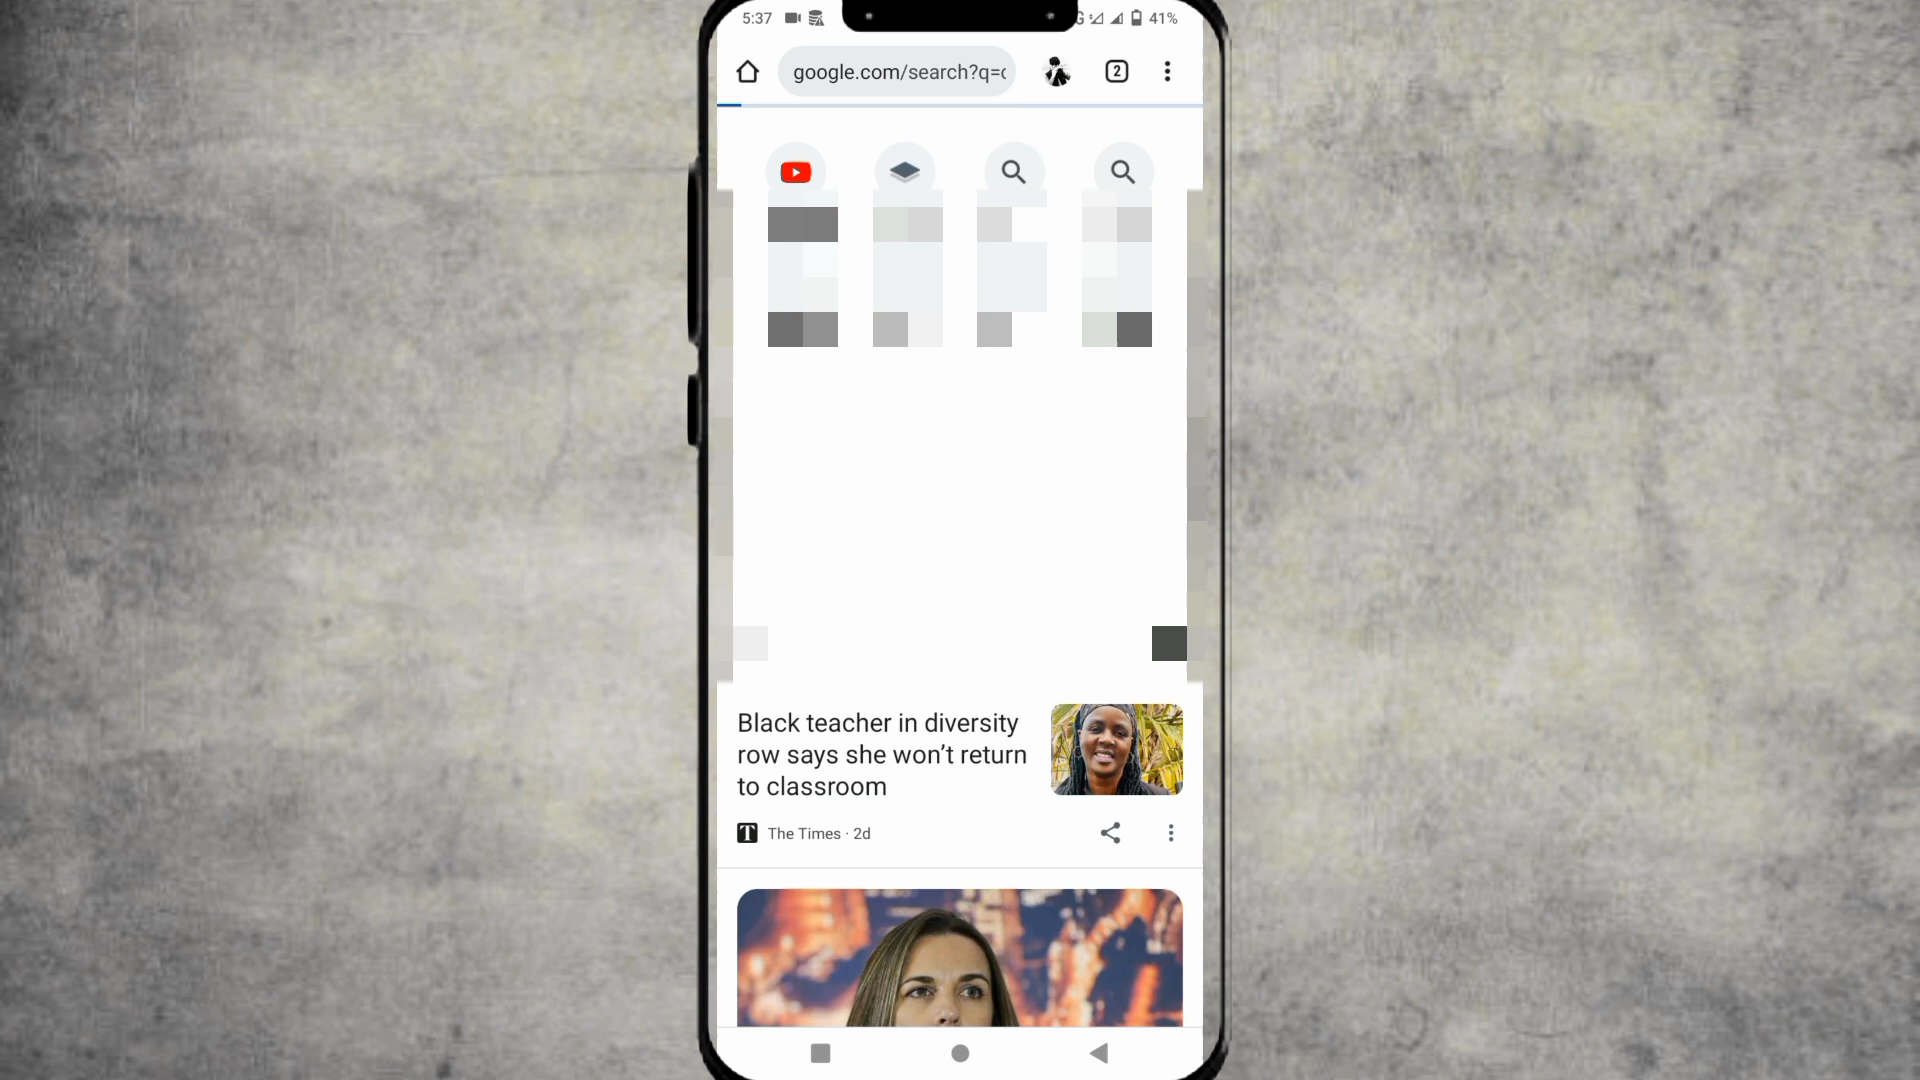 5:37
41%
google.com/search?q=
2
Black teacher in diversity
row says she won’t return
to classroom
T The Times · 2d